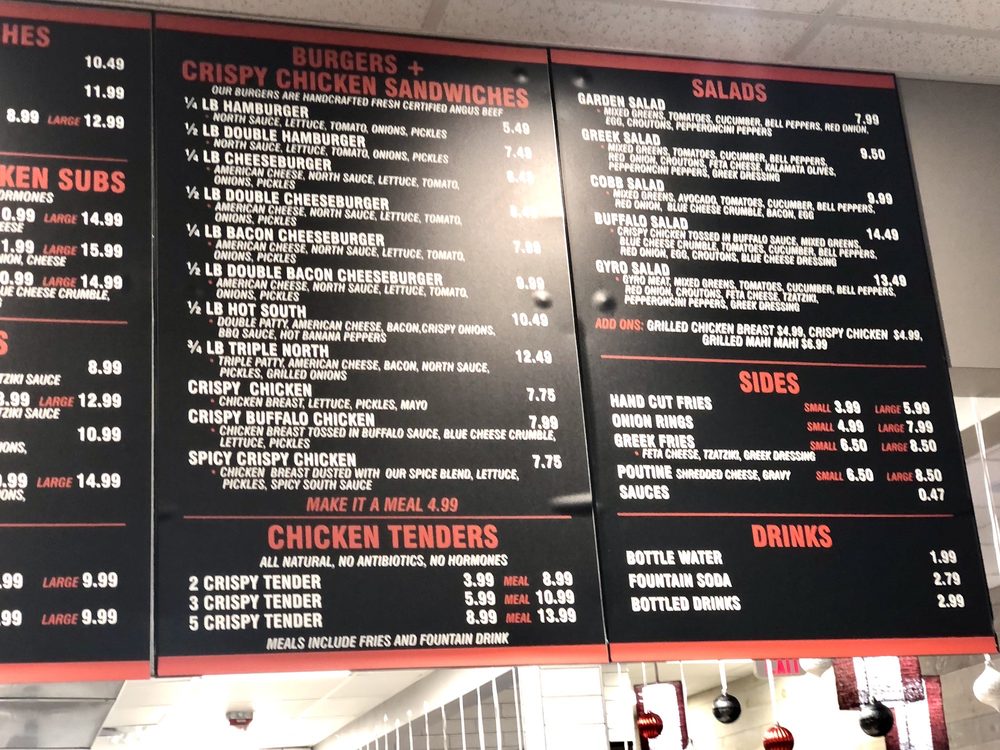 HES
10.49
11.99
8.99 LARGE 12.99
KEN SUBS
ORMONES
0.99 LARGE 14.99
EESE
1.99 LARGE 15.99
NION, CHEESE
0.99 LARGE 14.99
UE CHEESE CRUMBLE,
S
8.99
TZIKI SAUCE
8.99 LARGE 12.99
TZIKI SAUCE
10.99
IONS,
9.99 LARGE 14.99
IONS,
.99 LARGE 9.99
.99 LARGE 9.99
BURGERS +
CRISPY CHICKEN SANDWICHES
OUR BURGERS ARE HANDCRAFTED FRESH CERTIFIED ANGUS BEEF
¼ LB HAMBURGER 5.49
• NORTH SAUCE, LETTUCE, TOMATO, ONIONS, PICKLES
½ LB DOUBLE HAMBURGER 7.49
• NORTH SAUCE, LETTUCE, TOMATO, ONIONS, PICKLES
¼ LB CHEESEBURGER
• AMERICAN CHEESE, NORTH SAUCE, LETTUCE, TOMATO,
ONIONS, PICKLES
½ LB DOUBLE CHEESEBURGER
• AMERICAN CHEESE, NORTH SAUCE, LETTUCE, TOMATO,
ONIONS, PICKLES
¼ LB BACON CHEESEBURGER 7.99
• AMERICAN CHEESE, NORTH SAUCE, LETTUCE, TOMATO,
ONIONS, PICKLES
½ LB DOUBLE BACON CHEESEBURGER 9.99
• AMERICAN CHEESE, NORTH SAUCE, LETTUCE, TOMATO,
ONIONS, PICKLES
½ LB HOT SOUTH 10.49
• DOUBLE PATTY, AMERICAN CHEESE, BACON,CRISPY ONIONS,
BBQ SAUCE, HOT BANANA PEPPERS
¾ LB TRIPLE NORTH 12.49
• TRIPLE PATTY, AMERICAN CHEESE, BACON, NORTH SAUCE,
PICKLES, GRILLED ONIONS
CRISPY CHICKEN 7.75
• CHICKEN BREAST, LETTUCE, PICKLES, MAYO
CRISPY BUFFALO CHICKEN 7.99
• CHICKEN BREAST TOSSED IN BUFFALO SAUCE, BLUE CHEESE CRUMBLE,
LETTUCE, PICKLES
SPICY CRISPY CHICKEN 7.75
• CHICKEN BREAST DUSTED WITH OUR SPICE BLEND, LETTUCE,
PICKLES, SPICY SOUTH SAUCE
MAKE IT A MEAL 4.99
CHICKEN TENDERS
ALL NATURAL, NO ANTIBIOTICS, NO HORMONES
2 CRISPY TENDER 3.99 MEAL 8.99
3 CRISPY TENDER 5.99 MEAL 10.99
5 CRISPY TENDER 8.99 MEAL 13.99
MEALS INCLUDE FRIES AND FOUNTAIN DRINK
SALADS
GARDEN SALAD 7.99
• MIXED GREENS, TOMATOES, CUCUMBER, BELL PEPPERS, RED ONION,
EGG, CROUTONS, PEPPERONCINI PEPPERS
GREEK SALAD 9.50
• MIXED GREENS, TOMATOES, CUCUMBER, BELL PEPPERS,
RED ONION, CROUTONS, FETA CHEESE, KALAMATA OLIVES,
PEPPERONCINI PEPPERS, GREEK DRESSING
COBB SALAD 9.99
• MIXED GREENS, AVOCADO, TOMATOES, CUCUMBER, BELL PEPPERS,
RED ONION, BLUE CHEESE CRUMBLE, BACON, EGG
BUFFALO SALAD 14.49
• CRISPY CHICKEN TOSSED IN BUFFALO SAUCE, MIXED GREENS,
BLUE CHEESE CRUMBLE, TOMATOES, CUCUMBER, BELL PEPPERS,
RED ONION, EGG, CROUTONS, BLUE CHEESE DRESSING
GYRO SALAD 13.49
• GYRO MEAT, MIXED GREENS, TOMATOES, CUCUMBER, BELL PEPPERS,
RED ONION, CROUTONS, FETA CHEESE, TZATZIKI,
PEPPERONCINI PEPPERS, GREEK DRESSING
ADD ONS: GRILLED CHICKEN BREAST $4.99, CRISPY CHICKEN $4.99,
GRILLED MAHI MAHI $6.99
SIDES
HAND CUT FRIES SMALL 3.99 LARGE 5.99
ONION RINGS SMALL 4.99 LARGE 7.99
GREEK FRIES SMALL 6.50 LARGE 8.50
• FETA CHEESE, TZATZIKI, GREEK DRESSING
POUTINE SHREDDED CHEESE, GRAVY SMALL 6.50 LARGE 8.50
SAUCES 0.47
DRINKS
BOTTLE WATER 1.99
FOUNTAIN SODA 2.79
BOTTLED DRINKS 2.99